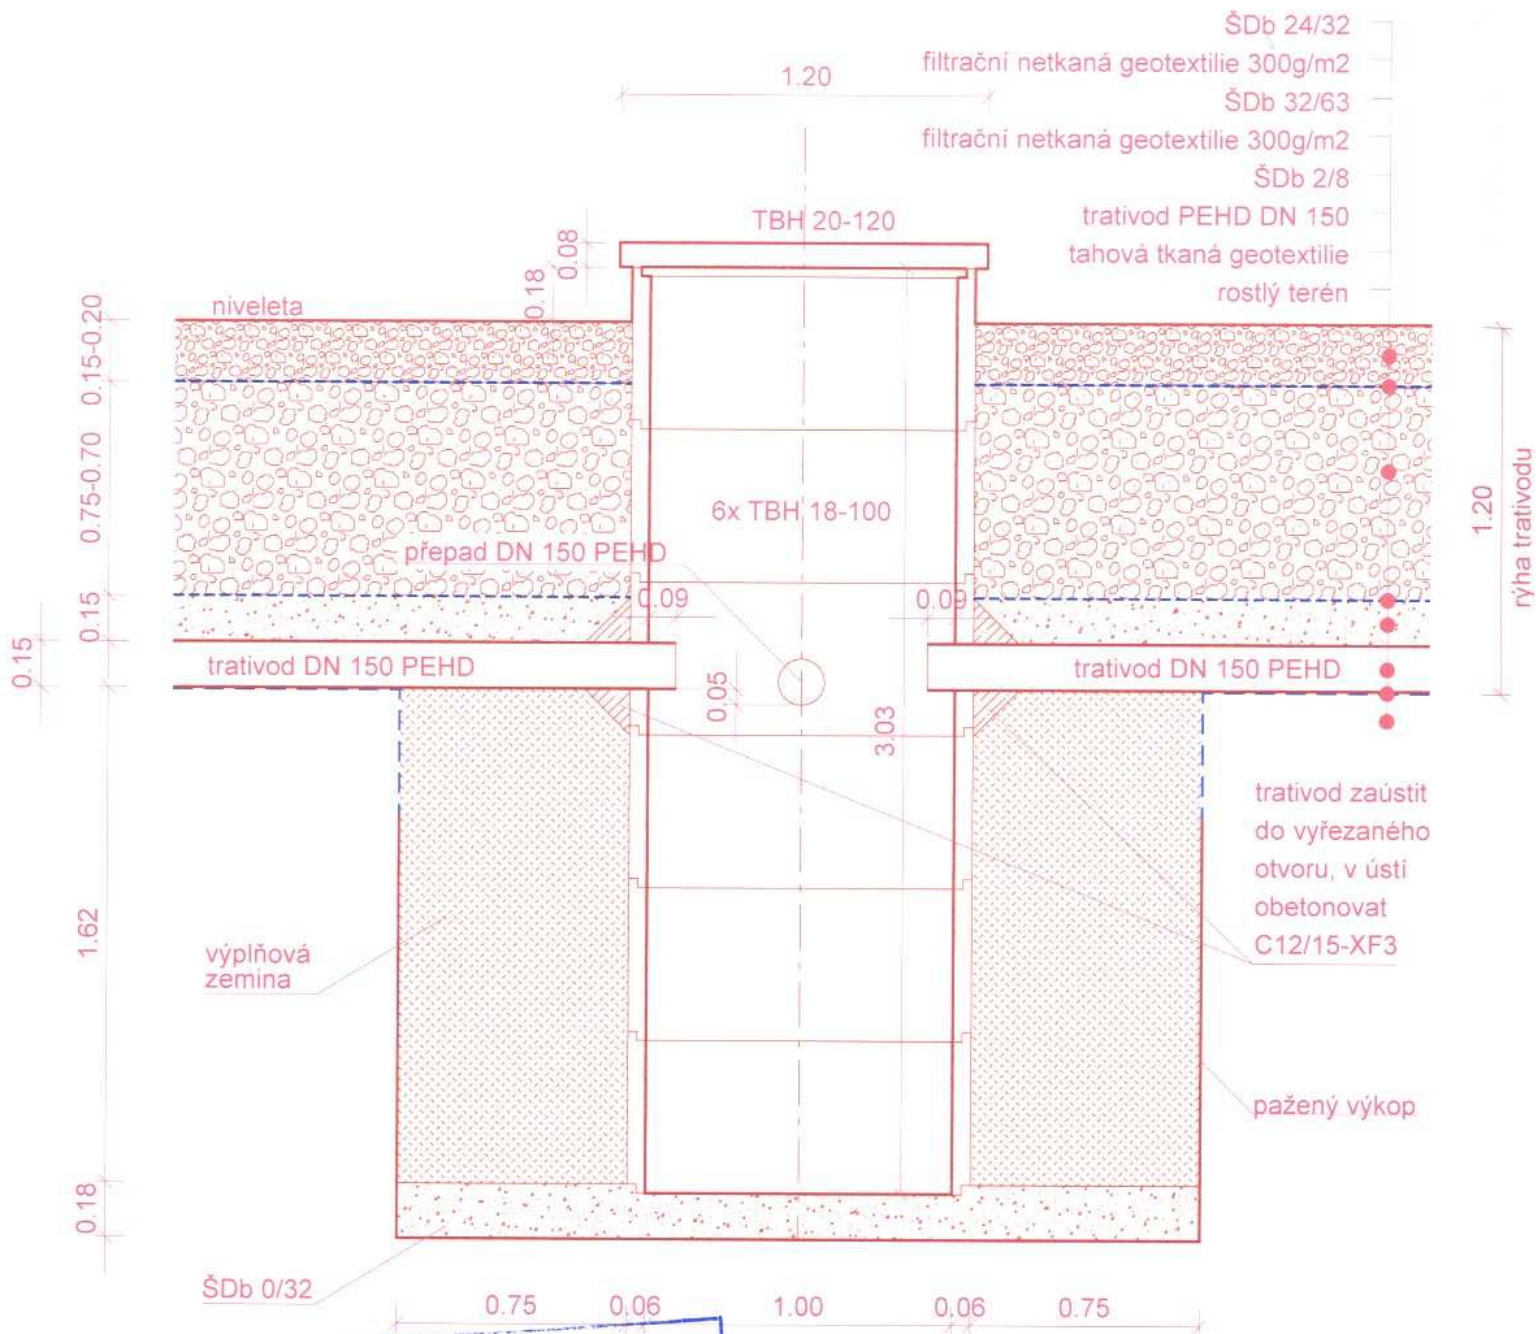 ŠDb 24/32
filtrační netkaná geotextilie 300g/m2
1.20
ŠDb 32/63
filtrační netkaná geotextilie 300g/m2
ŠDb 2/8
TBH 20-120
trativod PEHD DN 150
tahová tkaná geotextilie
rostlý terén
0.08
0.18
niveleta
0.15-0.20
0.75-0.70
6x TBH 18-100
1.20
rýha trativodu
přepad DN 150 PEHD
0.15
0.09
0.09
0.15
trativod DN 150 PEHD
trativod DN 150 PEHD
0.05
3.03
trativod zaústit
do vyřezaného
otvoru, v ústí
obetonovat
C12/15-XF3
1.62
výplňová
zemina
pažený výkop
0.18
ŠDb 0/32
0.75
0.06
1.00
0.06
0.75